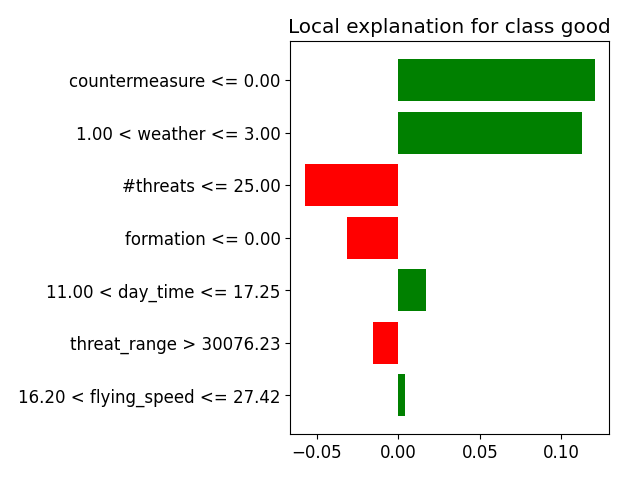 Local explanation for class good
countermeasure <= 0.00
1.00 < weather <= 3.00
#threats <= 25.00
formation <= 0.00
11.00 < day_time <= 17.25
threat_range > 30076.23
16.20 < flying_speed <= 27.42
−0.05 0.00 0.05 0.10